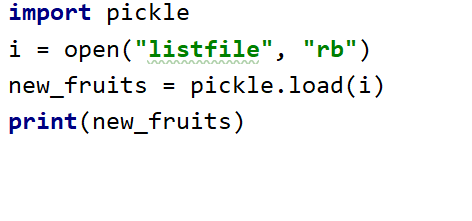 import pickle
i = open("listfile", "rb")
new_fruits = pickle.load(i)
print(new_fruits)